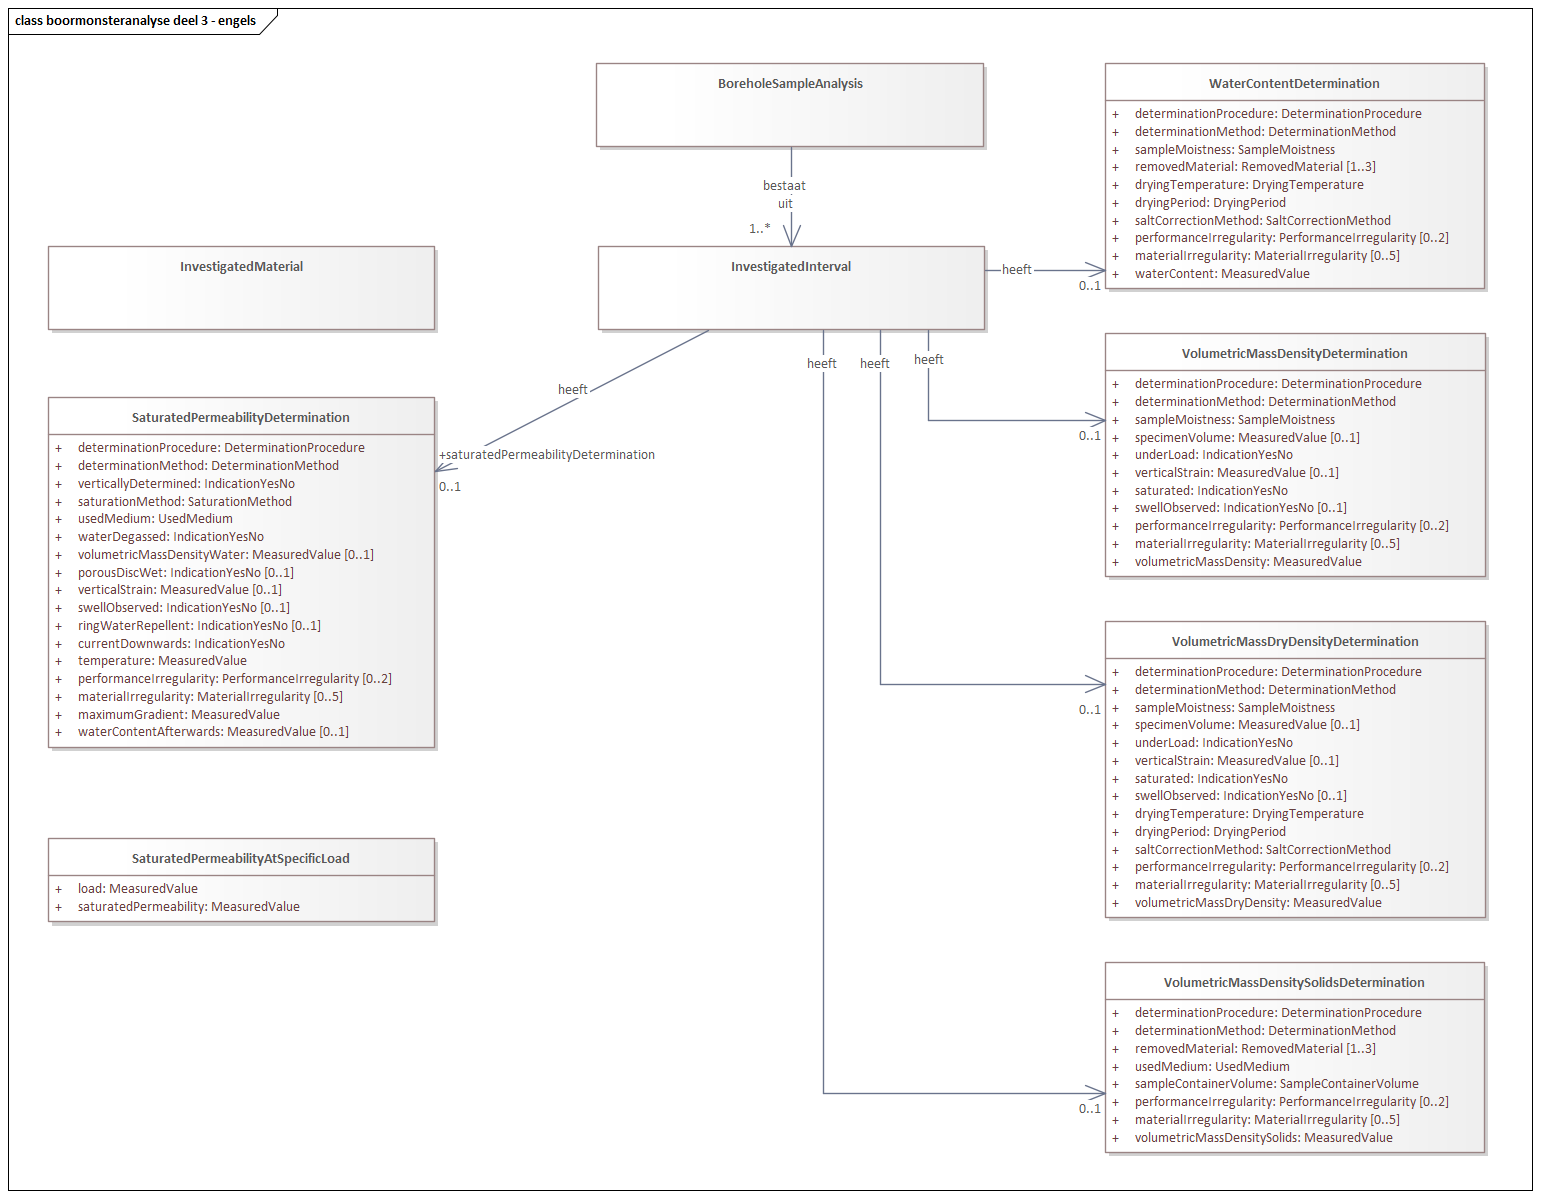 class boormonsteranalyse deel 3 - engels
BoreholeSampleAnalysis
bestaat
uit
1..*
InvestigatedMaterial
InvestigatedInterval
heeft
0..1
heeft
heeft
heeft
heeft
+saturatedPermeabilityDetermination
0..1
0..1
0..1
0..1
SaturatedPermeabilityDetermination
+ determinationProcedure: DeterminationProcedure
+ determinationMethod: DeterminationMethod
+ verticallyDetermined: IndicationYesNo
+ saturationMethod: SaturationMethod
+ usedMedium: UsedMedium
+ waterDegassed: IndicationYesNo
+ volumetricMassDensityWater: MeasuredValue [0..1]
+ porousDiscWet: IndicationYesNo [0..1]
+ verticalStrain: MeasuredValue [0..1]
+ swellObserved: IndicationYesNo [0..1]
+ ringWaterRepellent: IndicationYesNo [0..1]
+ currentDownwards: IndicationYesNo
+ temperature: MeasuredValue
+ performanceIrregularity: PerformanceIrregularity [0..2]
+ materialIrregularity: MaterialIrregularity [0..5]
+ maximumGradient: MeasuredValue
+ waterContentAfterwards: MeasuredValue [0..1]
SaturatedPermeabilityAtSpecificLoad
+ load: MeasuredValue
+ saturatedPermeability: MeasuredValue
WaterContentDetermination
+ determinationProcedure: DeterminationProcedure
+ determinationMethod: DeterminationMethod
+ sampleMoistness: SampleMoistness
+ removedMaterial: RemovedMaterial [1..3]
+ dryingTemperature: DryingTemperature
+ dryingPeriod: DryingPeriod
+ saltCorrectionMethod: SaltCorrectionMethod
+ performanceIrregularity: PerformanceIrregularity [0..2]
+ materialIrregularity: MaterialIrregularity [0..5]
+ waterContent: MeasuredValue
VolumetricMassDensityDetermination
+ determinationProcedure: DeterminationProcedure
+ determinationMethod: DeterminationMethod
+ sampleMoistness: SampleMoistness
+ specimenVolume: MeasuredValue [0..1]
+ underLoad: IndicationYesNo
+ verticalStrain: MeasuredValue [0..1]
+ saturated: IndicationYesNo
+ swellObserved: IndicationYesNo [0..1]
+ performanceIrregularity: PerformanceIrregularity [0..2]
+ materialIrregularity: MaterialIrregularity [0..5]
+ volumetricMassDensity: MeasuredValue
VolumetricMassDryDensityDetermination
+ determinationProcedure: DeterminationProcedure
+ determinationMethod: DeterminationMethod
+ sampleMoistness: SampleMoistness
+ specimenVolume: MeasuredValue [0..1]
+ underLoad: IndicationYesNo
+ verticalStrain: MeasuredValue [0..1]
+ saturated: IndicationYesNo
+ swellObserved: IndicationYesNo [0..1]
+ dryingTemperature: DryingTemperature
+ dryingPeriod: DryingPeriod
+ saltCorrectionMethod: SaltCorrectionMethod
+ performanceIrregularity: PerformanceIrregularity [0..2]
+ materialIrregularity: MaterialIrregularity [0..5]
+ volumetricMassDryDensity: MeasuredValue
VolumetricMassDensitySolidsDetermination
+ determinationProcedure: DeterminationProcedure
+ determinationMethod: DeterminationMethod
+ removedMaterial: RemovedMaterial [1..3]
+ usedMedium: UsedMedium
+ sampleContainerVolume: SampleContainerVolume
+ performanceIrregularity: PerformanceIrregularity [0..2]
+ materialIrregularity: MaterialIrregularity [0..5]
+ volumetricMassDensitySolids: MeasuredValue